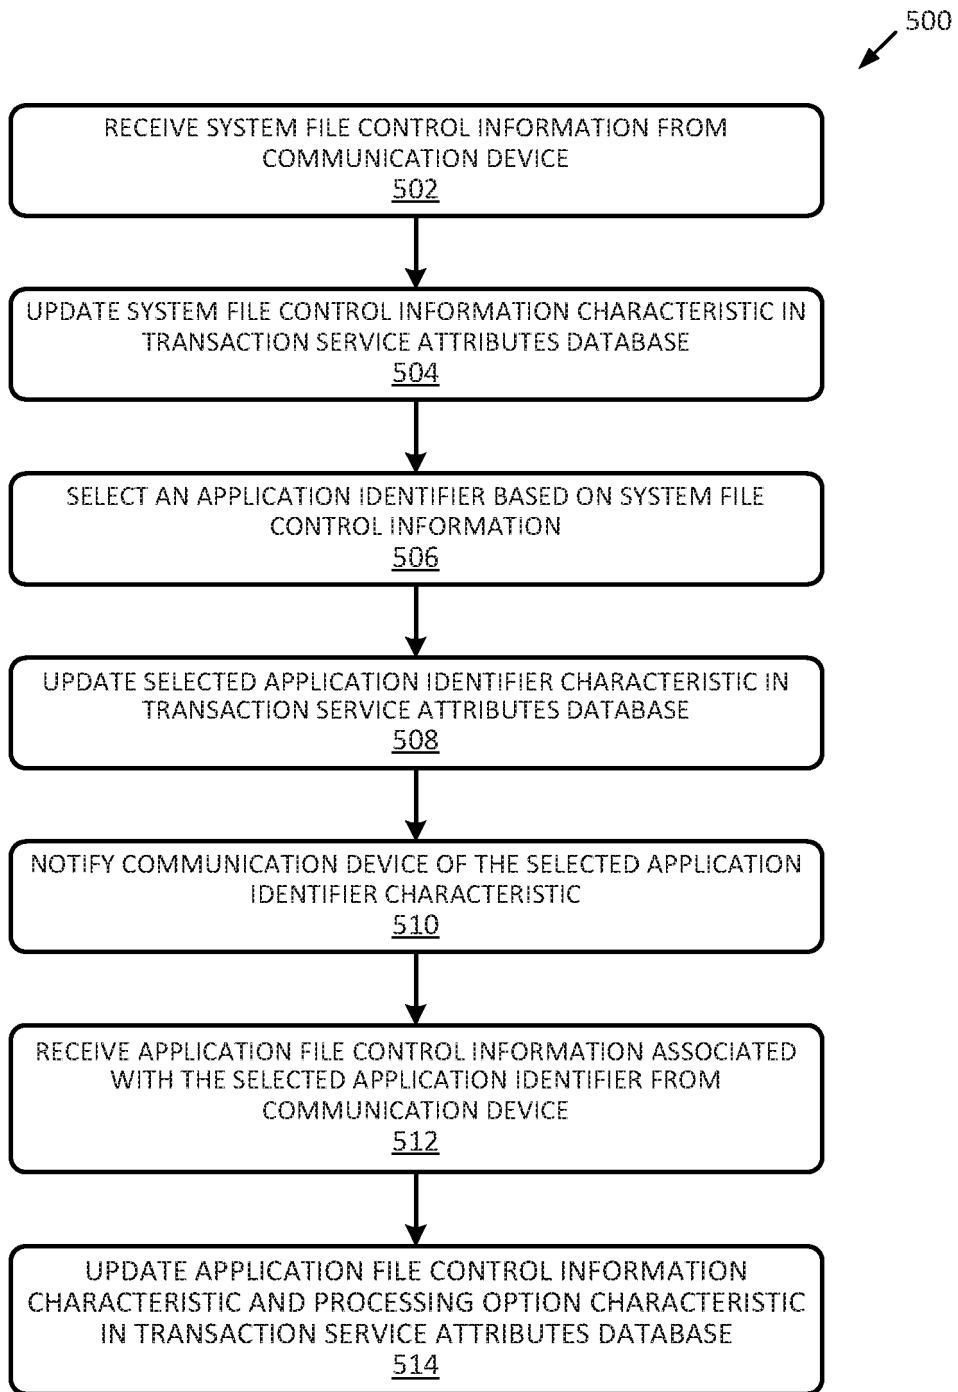 500
RECEIVE SYSTEM FILE CONTROL INFORMATION FROM
COMMUNICATION DEVICE
502
UPDATE SYSTEM FILE CONTROL INFORMATION CHARACTERISTIC IN
TRANSACTION SERVICE ATTRIBUTES DATABASE
504
SELECT AN APPLICATION IDENTIFIER BASED ON SYSTEM FILE
CONTROL INFORMATION
506
UPDATE SELECTED APPLICATION IDENTIFIER CHARACTERISTIC IN
TRANSACTION SERVICE ATTRIBUTES DATABASE
508
NOTIFY COMMUNICATION DEVICE OF THE SELECTED APPLICATION
IDENTIFIER CHARACTERISTIC
510
RECEIVE APPLICATION FILE CONTROL INFORMATION ASSOCIATED
WITH THE SELECTED APPLICATION IDENTIFIER FROM
COMMUNICATION DEVICE
512
UPDATE APPLICATION FILE CONTROL INFORMATION
CHARACTERISTIC AND PROCESSING OPTION CHARACTERISTIC
IN TRANSACTION SERVICE ATTRIBUTES DATABASE
514